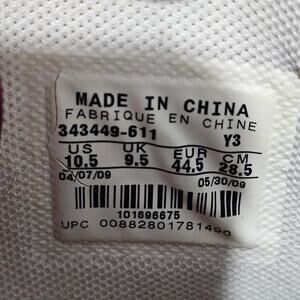 MADE IN CHINA
FABRIQUE EN CHINE
343449-611 Y3
US UK EUR CM
10.5 9.5 44.5 28.5
04/07/09 05/30/09
101696675
UPC 00882801781490